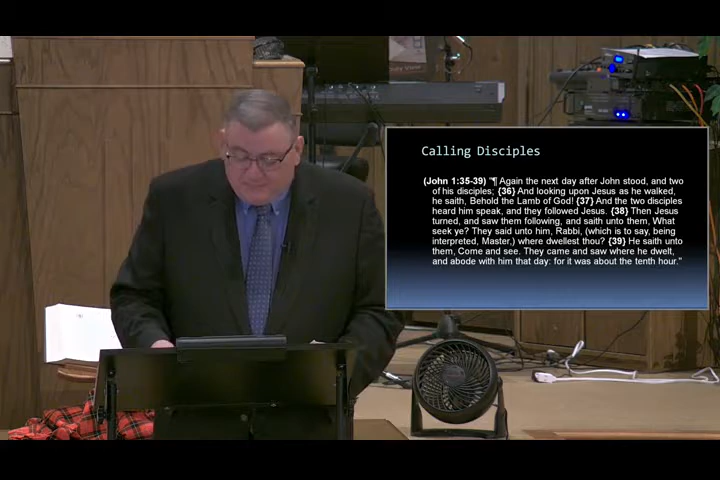 Calling Disciples
(John 1:35-39) "¶ Again the next day after John stood, and two
of his disciples; {36} And looking upon Jesus as he walked,
he saith, Behold the Lamb of God! {37} And the two disciples
heard him speak, and they followed Jesus. {38} Then Jesus
turned, and saw them following, and saith unto them, What
seek ye? They said unto him, Rabbi, (which is to say, being
interpreted, Master,) where dwellest thou? {39} He saith unto
them, Come and see. They came and saw where he dwelt,
and abode with him that day: for it was about the tenth hour."